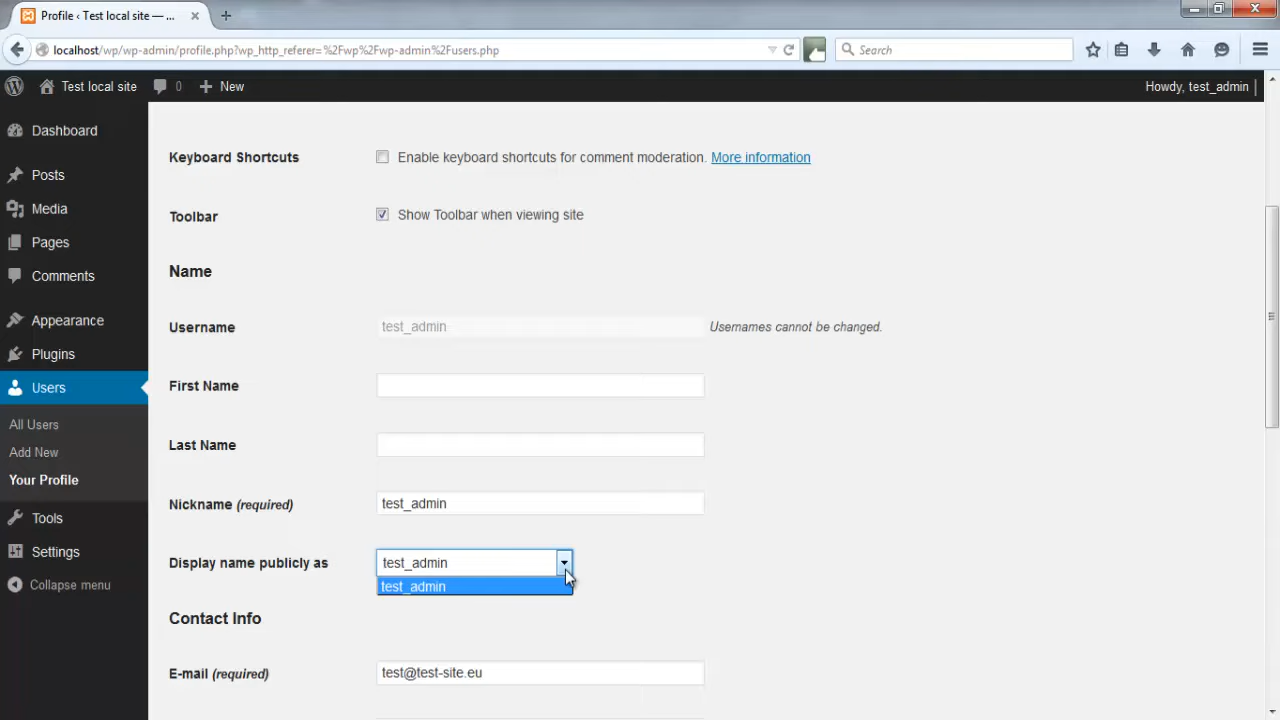 Profile ‹ Test local site — ...
localhost/wp/wp-admin/profile.php?wp_http_referer=%2Fwp%2Fwp-admin%2Fusers.php
Search
Test local site
0
New
Howdy, test_admin
Dashboard
Posts
Media
Pages
Comments
Appearance
Plugins
Users
All Users
Add New
Your Profile
Tools
Settings
Collapse menu
Keyboard Shortcuts
Enable keyboard shortcuts for comment moderation. More information
Toolbar
Show Toolbar when viewing site
Name
Username
test_admin
Usernames cannot be changed.
First Name
Last Name
Nickname (required)
test_admin
Display name publicly as
test_admin
test_admin
Contact Info
E-mail (required)
test@test-site.eu